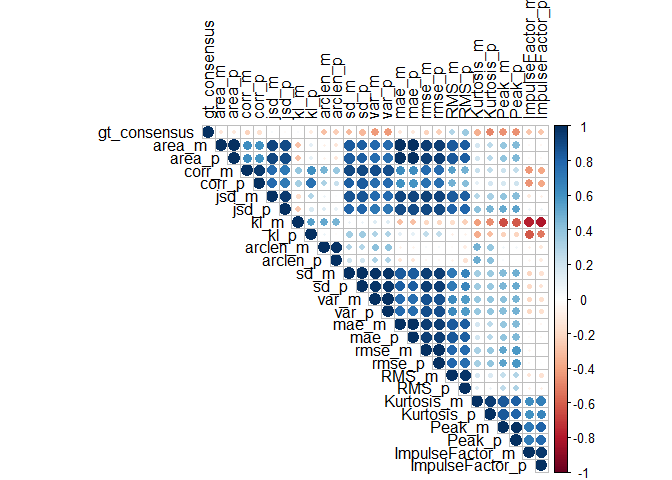 gt_consensus
area_m
area_p
corr_m
corr_p
jsd_m
jsd_p
kl_m
kl_p
arclen_m
arclen_p
sd_m
sd_p
var_m
var_p
mae_m
mae_p
rmse_m
rmse_p
RMS_m
RMS_p
Kurtosis_m
Kurtosis_p
Peak_m
Peak_p
ImpulseFactor_m
ImpulseFactor_p
gt_consensus
area_m
area_p
corr_m
corr_p
jsd_m
jsd_p
kl_m
kl_p
arclen_m
arclen_p
sd_m
sd_p
var_m
var_p
mae_m
mae_p
rmse_m
rmse_p
RMS_m
RMS_p
Kurtosis_m
Kurtosis_p
Peak_m
Peak_p
ImpulseFactor_m
ImpulseFactor_p
1
0.8
0.6
0.4
0.2
0
-0.2
-0.4
-0.6
-0.8
-1